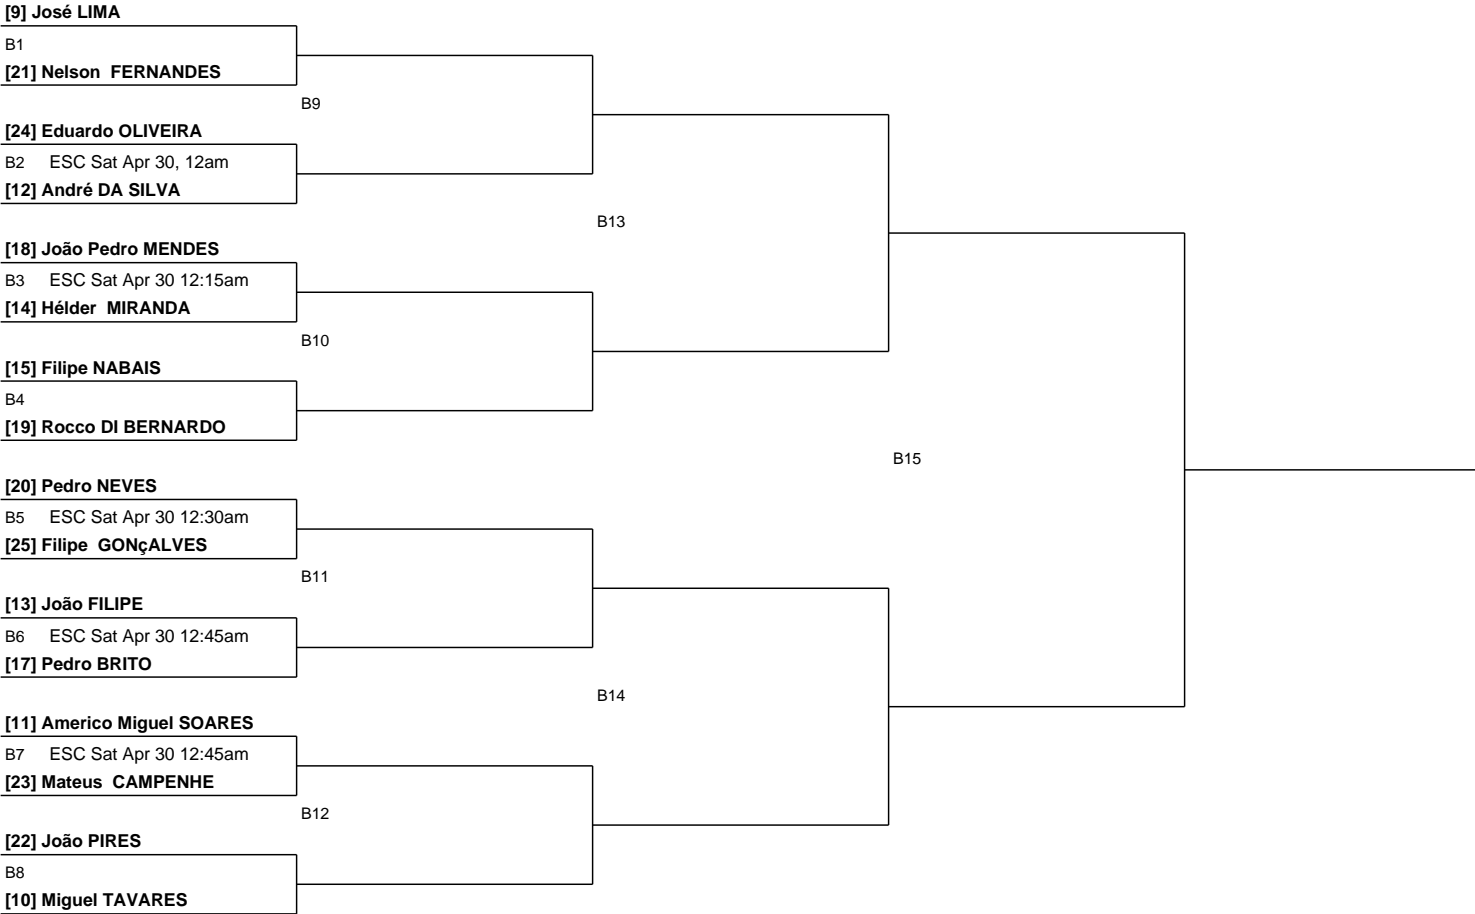 [9] José LIMA
B1
[21] Nelson  FERNANDES
B9
[24] Eduardo OLIVEIRA
B2 ESC Sat Apr 30, 12am
[12] André DA SILVA
B13
[18] João Pedro MENDES
B3 ESC Sat Apr 30 12:15am
[14] Hélder  MIRANDA
B10
[15] Filipe NABAIS
B4
[19] Rocco DI BERNARDO
B15
[20] Pedro NEVES
B5 ESC Sat Apr 30 12:30am
[25] Filipe  GONçALVES
B11
[13] João FILIPE
B6 ESC Sat Apr 30 12:45am
[17] Pedro BRITO
B14
[11] Americo Miguel SOARES
B7 ESC Sat Apr 30 12:45am
[23] Mateus  CAMPENHE
B12
[22] João PIRES
B8
[10] Miguel TAVARES